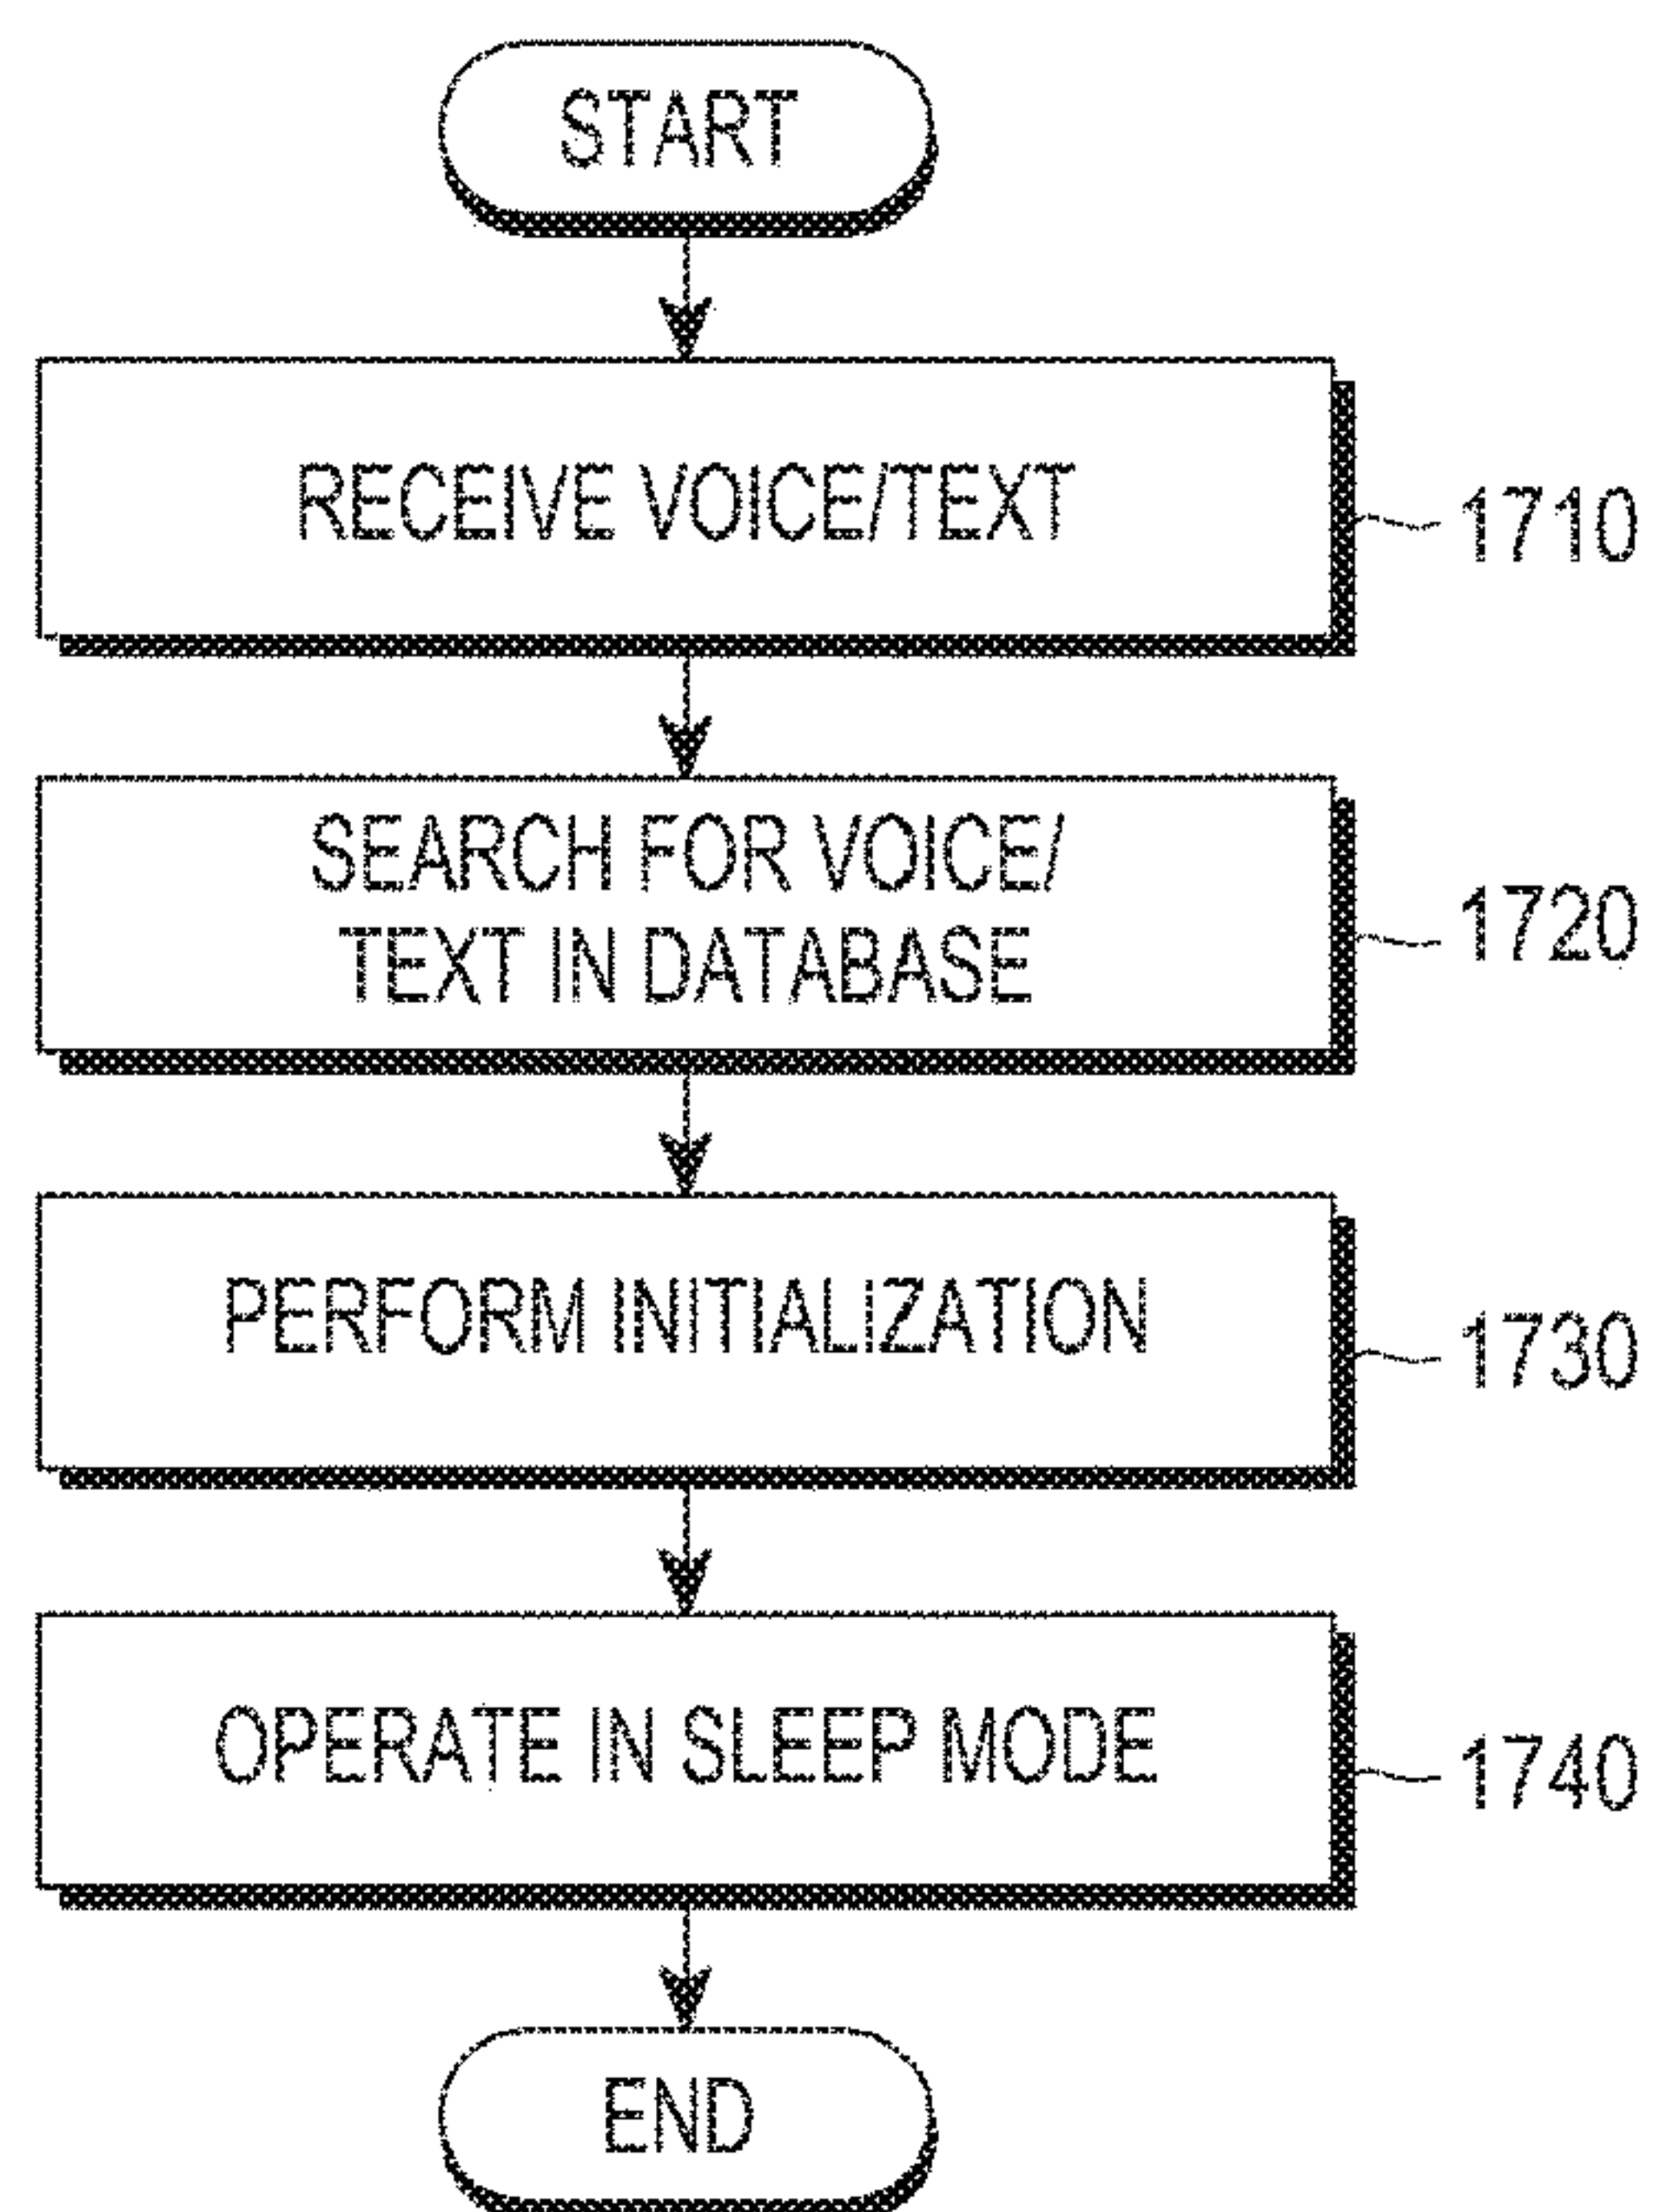 START
RECEIVE VOICE/TEXT
1710
SEARCH FOR VOICE/
TEXT IN DATABASE
1720
PERFORM INITIALIZATION
1730
OPERATE IN SLEEP MODE
1740
END